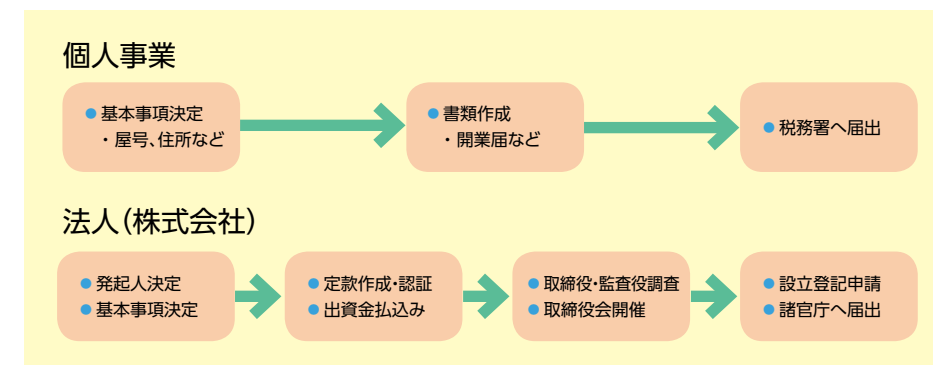 個人事業
● 基本事項決定
・屋号、住所など
● 書類作成
・開業届など
● 税務署へ届出
法人(株式会社)
● 発起人決定
● 基本事項決定
● 定款作成・認証
● 出資金払込み
● 取締役・監査役調査
● 取締役会開催
● 設立登記申請
● 諸官庁へ届出